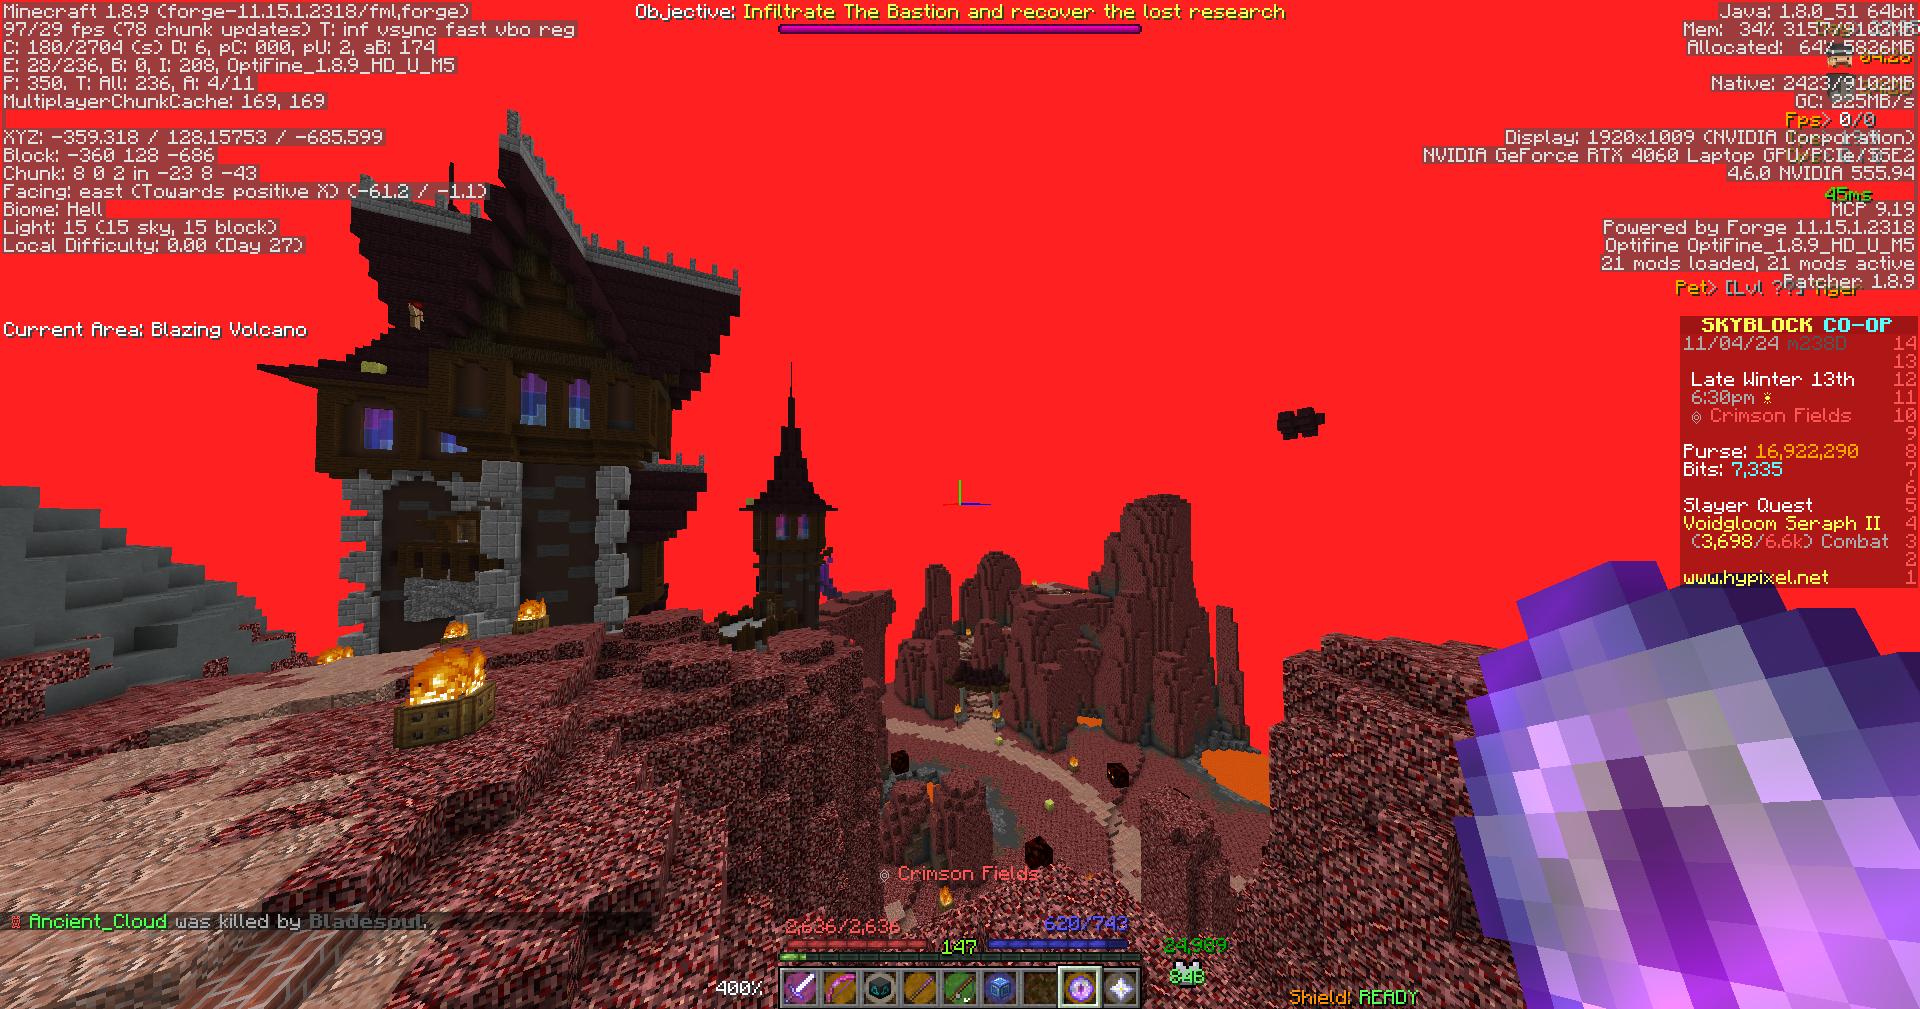 Minecraft 1.8.9 (forge-11.15.1.2318/fml,forge)
97/29 fps (78 chunk updates) T: inf vsync fast vbo reg
C: 180/2704 (s) D: 6, pC: 000, pU: 2, aB: 174
E: 28/236, B: 0, I: 208, OptiFine_1.8.9_HD_U_M5
P: 350. T: All: 236, A: 4/11
MultiplayerChunkCache: 169, 169
XYZ: -359.318 / 128.15753 / -685.599
Block: -360 128 -686
Chunk: 8 0 2 in -23 8 -43
Facing: east (Towards positive X) (-61.2 / -1.1)
Biome: Hell
Light: 15 (15 sky, 15 block)
Local Difficulty: 0.00 (Day 27)
Current Area: Blazing Volcano
Objective: Infiltrate The Bastion and recover the lost research
Java: 1.8.0_51 64bit
Mem: 34% 3157/9102MB
Allocated: 64% 5826MB
Native: 2423/9102MB
GC: 225MB/s
Fps> 0/0
Display: 1920x1009 (NVIDIA Corporation)
NVIDIA GeForce RTX 4060 Laptop GPU/PCIe/SSE2
4.6.0 NVIDIA 555.94
45ms
MCP 9.19
Powered by Forge 11.15.1.2318
Optifine OptiFine_1.8.9_HD_U_M5
21 mods loaded, 21 mods active
Patcher 1.8.9
Pet> [Lvl ??] Tiger
SKYBLOCK CO-OP
11/04/24 m238D 14
13
Late Winter 13th 12
6:30pm ☀ 11
Crimson Fields 10
9
Purse: 16,922,290 8
Bits: 7,335 7
6
Slayer Quest 5
Voidgloom Seraph II 4
(3,698/6.6k) Combat 3
2
www.hypixel.net 1
Crimson Fields
Ancient_Cloud was killed by Bladesoul.
2,636/2,636
620/743
147
24,909
846
400%
Shield: READY